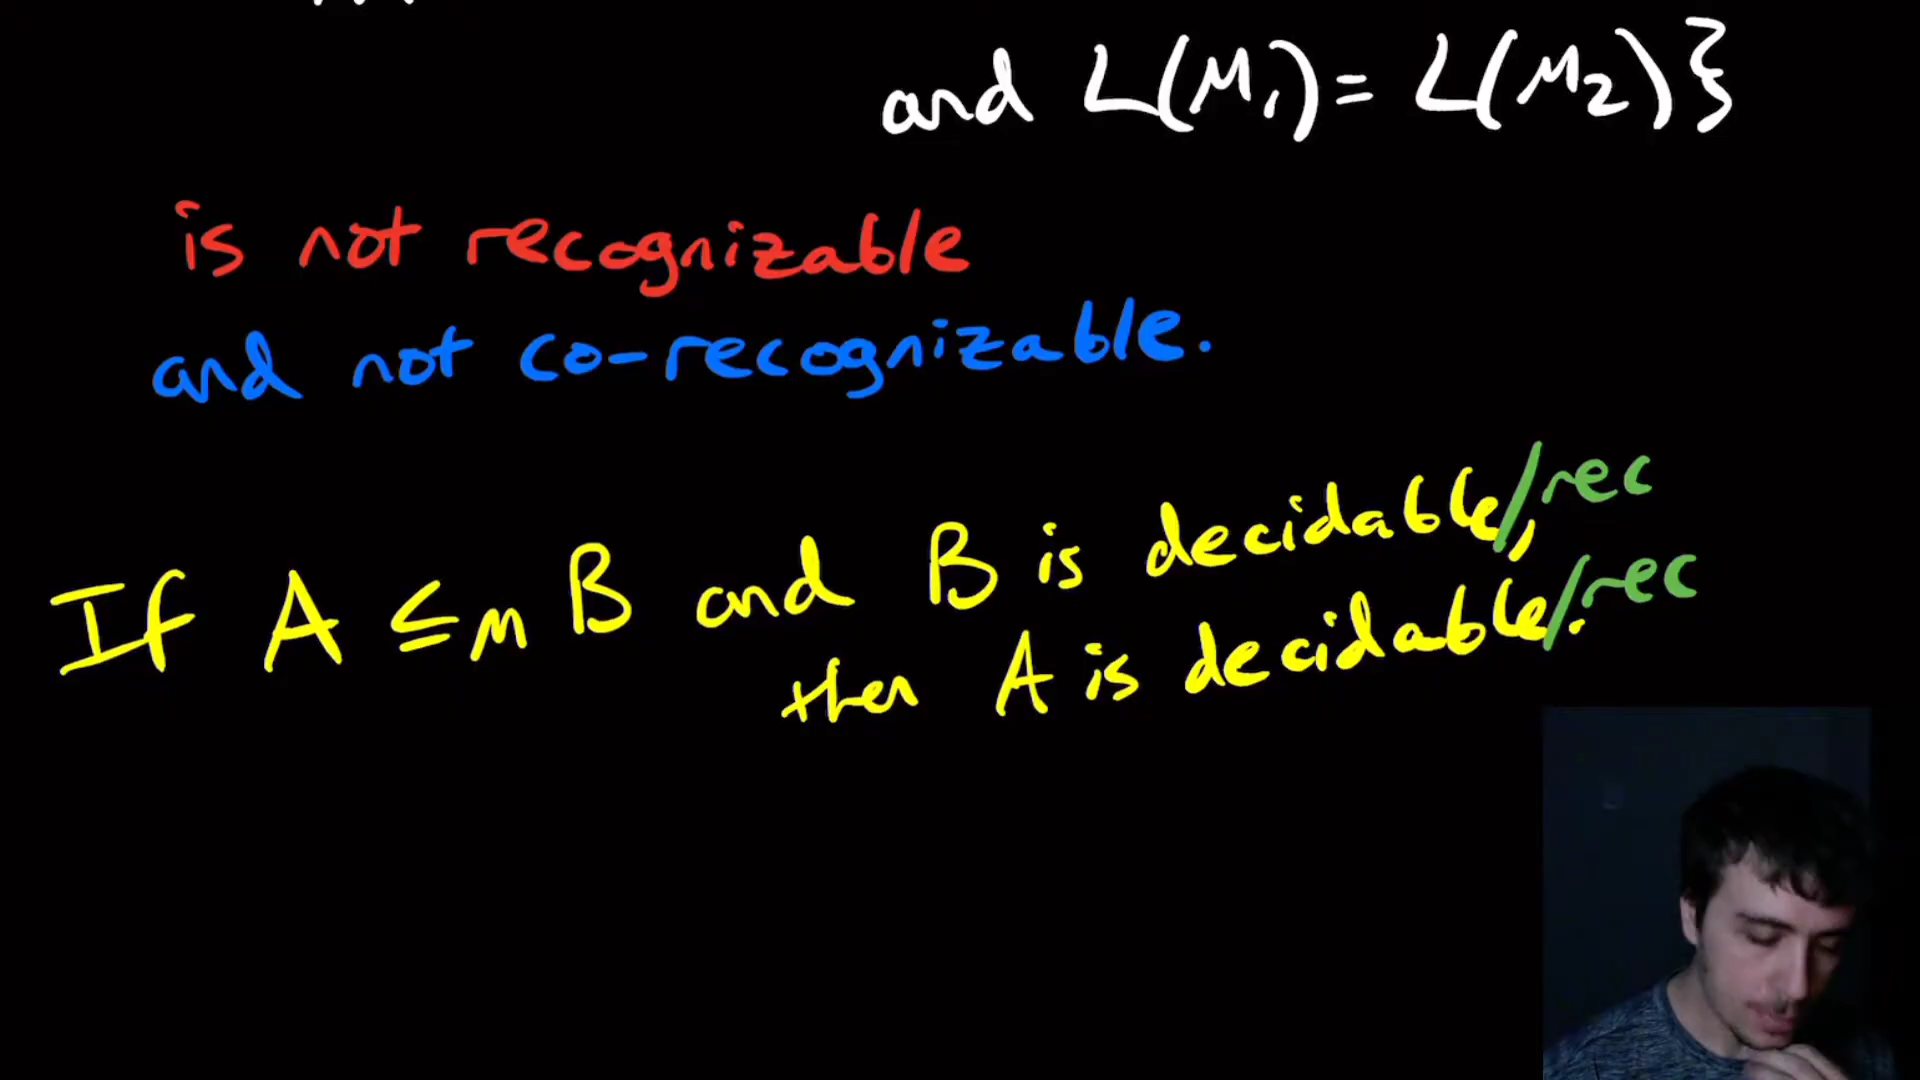 and L(M₁) = L(M₂)}
is not recognizable
and not co-recognizable.
If A ≤ₘ B and B is decidable/rec,
then A is decidable/rec.